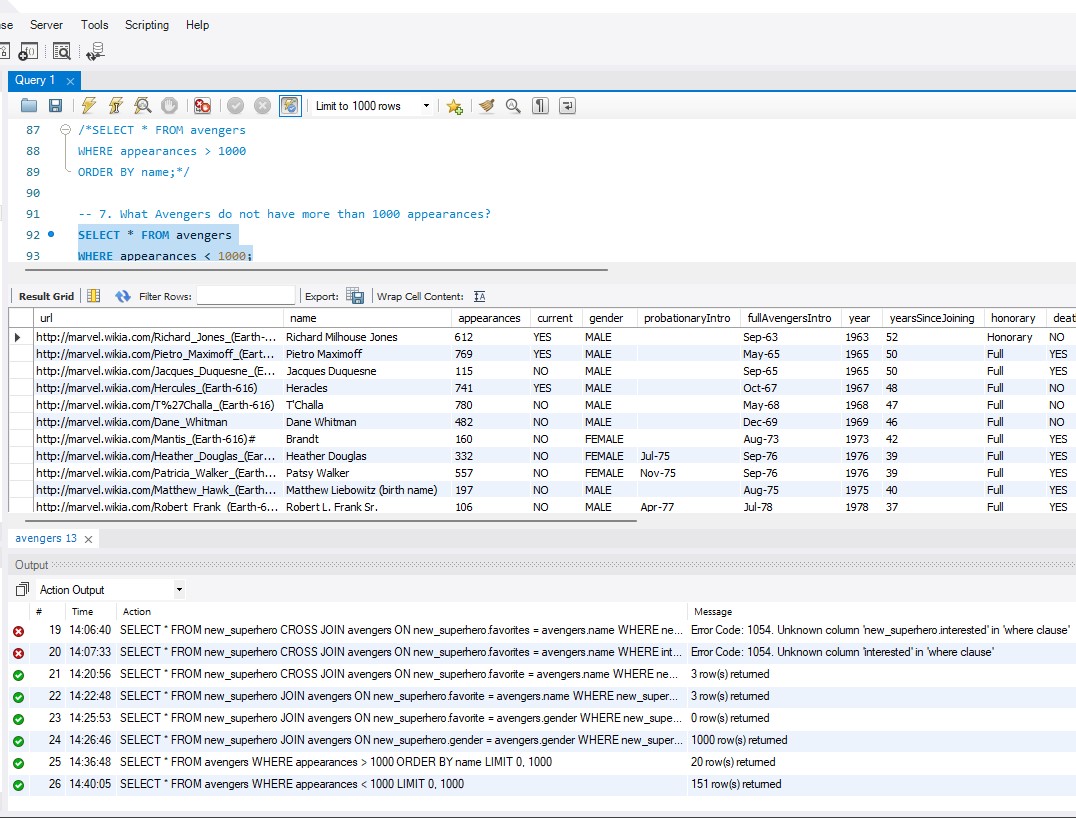 se Server Tools Scripting Help
Query 1
Limit to 1000 rows
87 /*SELECT * FROM avengers
88 WHERE appearances > 1000
89 ORDER BY name;*/
90
91 -- 7. What Avengers do not have more than 1000 appearances?
92 SELECT * FROM avengers
93 WHERE appearances < 1000;
Result Grid Filter Rows: Export: Wrap Cell Content:
url name appearances current gender probationaryIntro fullAvengersIntro year yearsSinceJoining honorary deat
http://marvel.wikia.com/Richard_Jones_(Earth-... Richard Milhouse Jones 612 YES MALE Sep-63 1963 52 Honorary NO
http://marvel.wikia.com/Pietro_Maximoff_(Eart... Pietro Maximoff 769 YES MALE May-65 1965 50 Full YES
http://marvel.wikia.com/Jacques_Duquesne_(E... Jacques Duquesne 115 NO MALE Sep-65 1965 50 Full YES
http://marvel.wikia.com/Hercules_(Earth-616) Heracles 741 YES MALE Oct-67 1967 48 Full NO
http://marvel.wikia.com/T%27Challa_(Earth-616) T'Challa 780 NO MALE May-68 1968 47 Full NO
http://marvel.wikia.com/Dane_Whitman Dane Whitman 482 NO MALE Dec-69 1969 46 Full NO
http://marvel.wikia.com/Mantis_(Earth-616)# Brandt 160 NO FEMALE Aug-73 1973 42 Full YES
http://marvel.wikia.com/Heather_Douglas_(Ear... Heather Douglas 332 NO FEMALE Jul-75 Sep-76 1976 39 Full YES
http://marvel.wikia.com/Patricia_Walker_(Earth... Patsy Walker 557 NO FEMALE Nov-75 Sep-76 1976 39 Full YES
http://marvel.wikia.com/Matthew_Hawk_(Earth... Matthew Liebowitz (birth name) 197 NO MALE Aug-75 1975 40 Full YES
http://marvel.wikia.com/Robert_Frank_(Earth-6... Robert L. Frank Sr. 106 NO MALE Apr-77 Jul-78 1978 37 Full YES
avengers 13
Output
Action Output
# Time Action Message
19 14:06:40 SELECT * FROM new_superhero CROSS JOIN avengers ON new_superhero.favorites = avengers.name WHERE ne... Error Code: 1054. Unknown column 'new_superhero.interested' in 'where clause'
20 14:07:33 SELECT * FROM new_superhero CROSS JOIN avengers ON new_superhero.favorites = avengers.name WHERE int... Error Code: 1054. Unknown column 'interested' in 'where clause'
21 14:20:56 SELECT * FROM new_superhero CROSS JOIN avengers ON new_superhero.favorite = avengers.name WHERE ne... 3 row(s) returned
22 14:22:48 SELECT * FROM new_superhero JOIN avengers ON new_superhero.favorite = avengers.name WHERE new_super... 3 row(s) returned
23 14:25:53 SELECT * FROM new_superhero JOIN avengers ON new_superhero.favorite = avengers.gender WHERE new_supe... 0 row(s) returned
24 14:26:46 SELECT * FROM new_superhero JOIN avengers ON new_superhero.gender = avengers.gender WHERE new_super... 1000 row(s) returned
25 14:36:48 SELECT * FROM avengers WHERE appearances > 1000 ORDER BY name LIMIT 0, 1000 20 row(s) returned
26 14:40:05 SELECT * FROM avengers WHERE appearances < 1000 LIMIT 0, 1000 151 row(s) returned